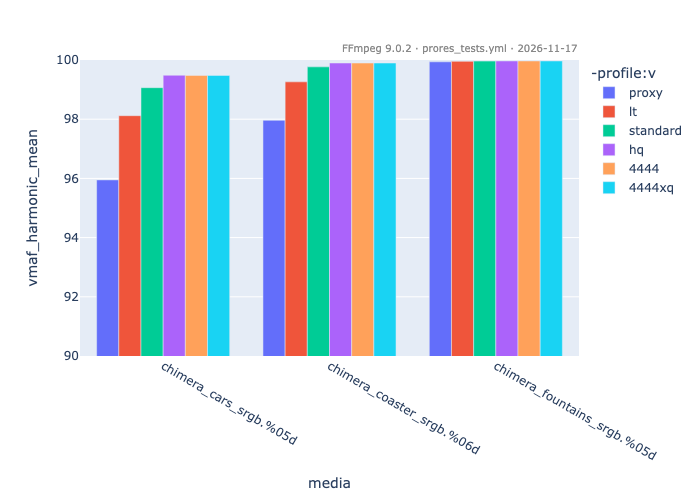 FFmpeg 9.0.2 · prores_tests.yml · 2026-11-17
100
98
96
94
92
90
vmaf_harmonic_mean
chimera_cars_srgb.%05d
chimera_coaster_srgb.%06d
chimera_fountains_srgb.%05d
media
-profile:v
proxy
lt
standard
hq
4444
4444xq